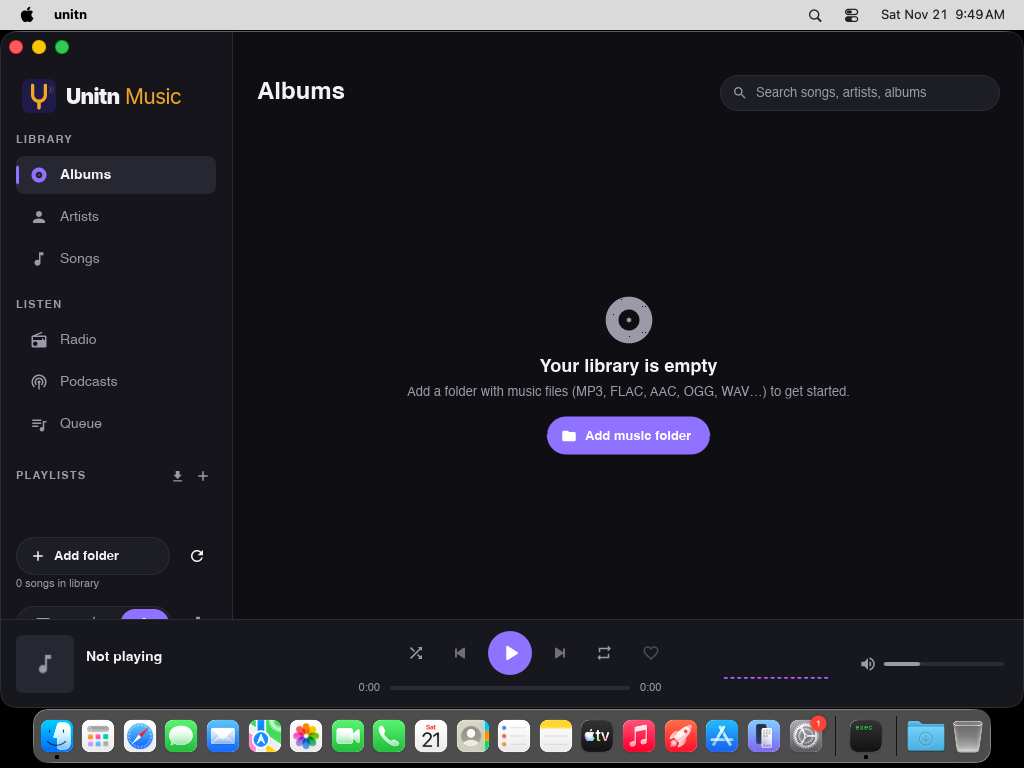 unitn
Sat Nov 21 9:49 AM
Unitn Music
Albums
Search songs, artists, albums
LIBRARY
Albums
Artists
Songs
LISTEN
Radio
Podcasts
Queue
PLAYLISTS
Your library is empty
Add a folder with music files (MP3, FLAC, AAC, OGG, WAV...) to get started.
Add music folder
Add folder
0 songs in library
Not playing
0:00
0:00
Sat
21
tv
1
exec